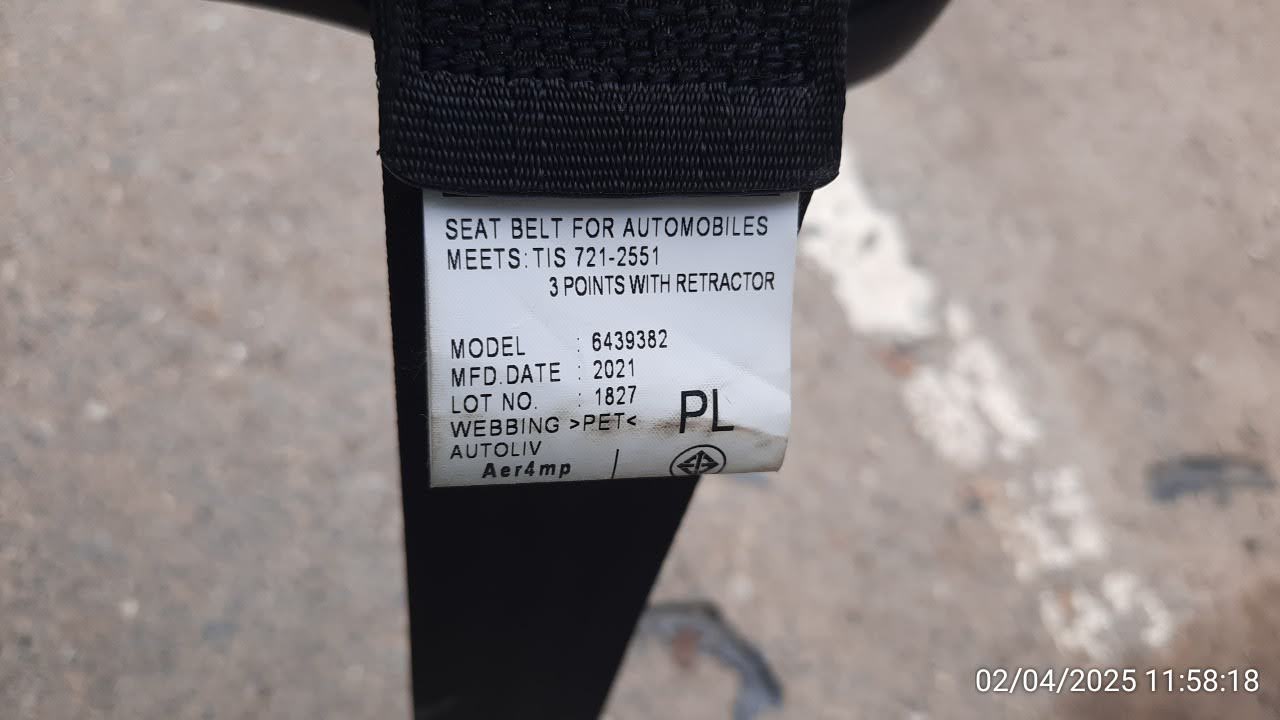 SEAT BELT FOR AUTOMOBILES
MEETS: TIS 721-2551
3 POINTS WITH RETRACTOR
MODEL : 6439382
MFD.DATE : 2021
LOT NO. : 1827
WEBBING >PET< PL
AUTOLIV
Aer4mp /
02/04/2025 11:58:18